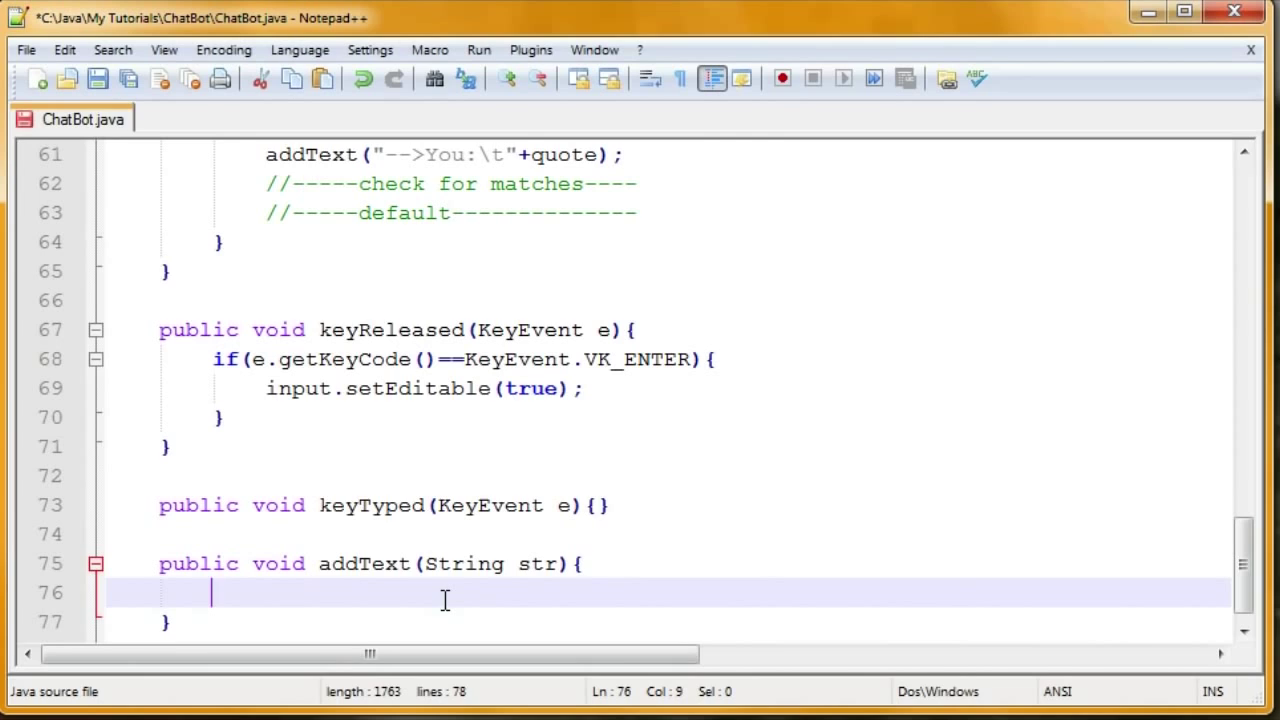 *C:\Java\My Tutorials\ChatBot\ChatBot.java - Notepad++
File Edit Search View Encoding Language Settings Macro Run Plugins Window ? X
ABC
ChatBot.java
61 addText("-->You:\t"+quote);
62 //-----check for matches----
63 //-----default--------------
64 }
65 }
66
67 public void keyReleased(KeyEvent e){
68 if(e.getKeyCode()==KeyEvent.VK_ENTER){
69 input.setEditable(true);
70 }
71 }
72
73 public void keyTyped(KeyEvent e){}
74
75 public void addText(String str){
76
77 }
Java source file length : 1763 lines : 78 Ln : 76 Col : 9 Sel : 0 Dos\Windows ANSI INS